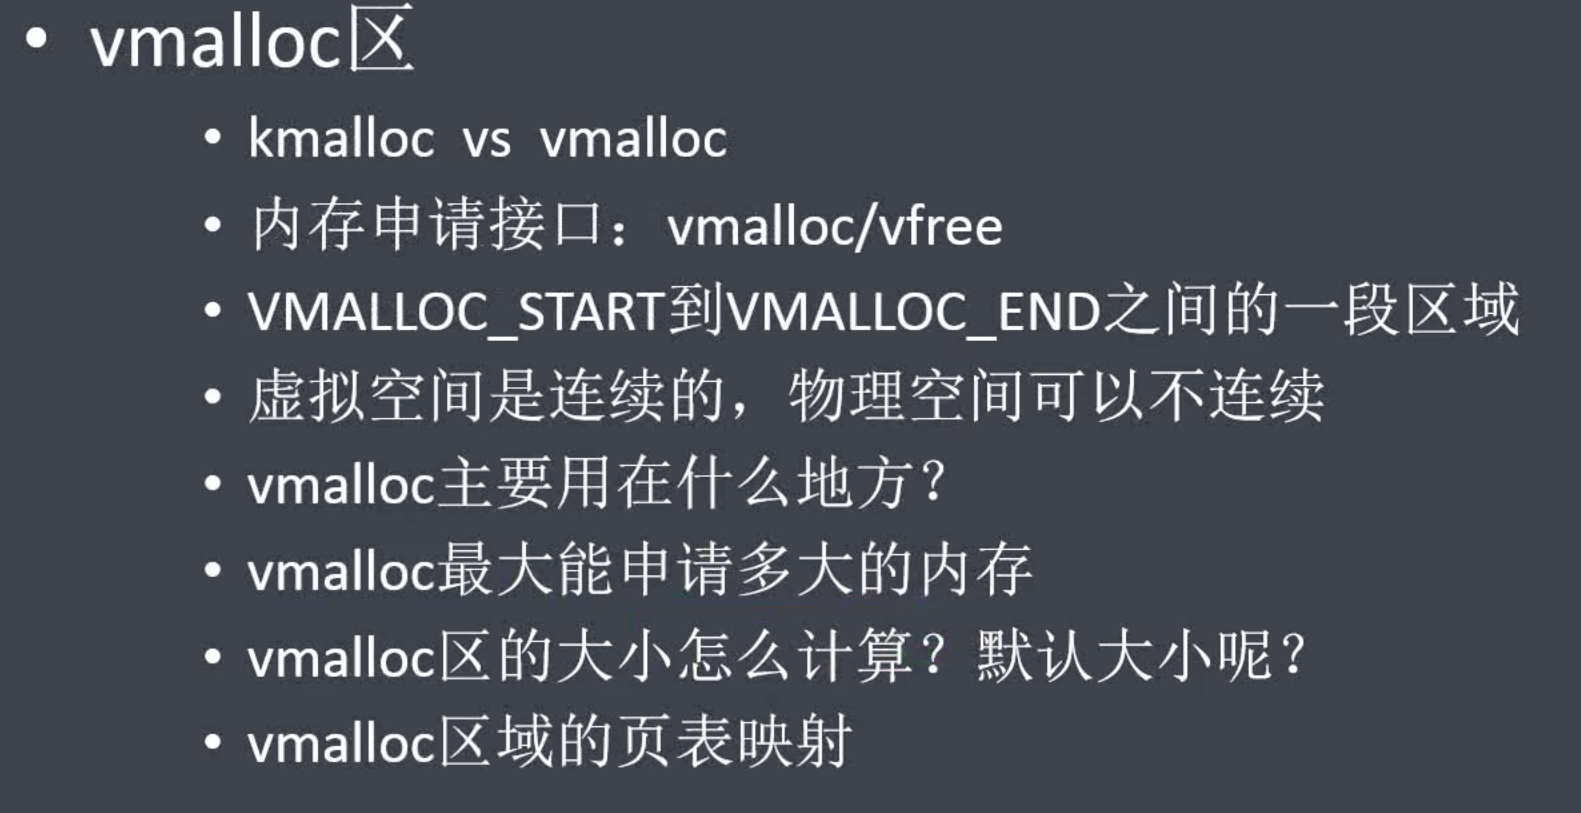 • vmalloc区
• kmalloc vs vmalloc
• 内存申请接口：vmalloc/vfree
• VMALLOC_START到VMALLOC_END之间的一段区域
• 虚拟空间是连续的，物理空间可以不连续
• vmalloc主要用在什么地方？
• vmalloc最大能申请多大的内存
• vmalloc区的大小怎么计算？默认大小呢？
• vmalloc区域的页表映射